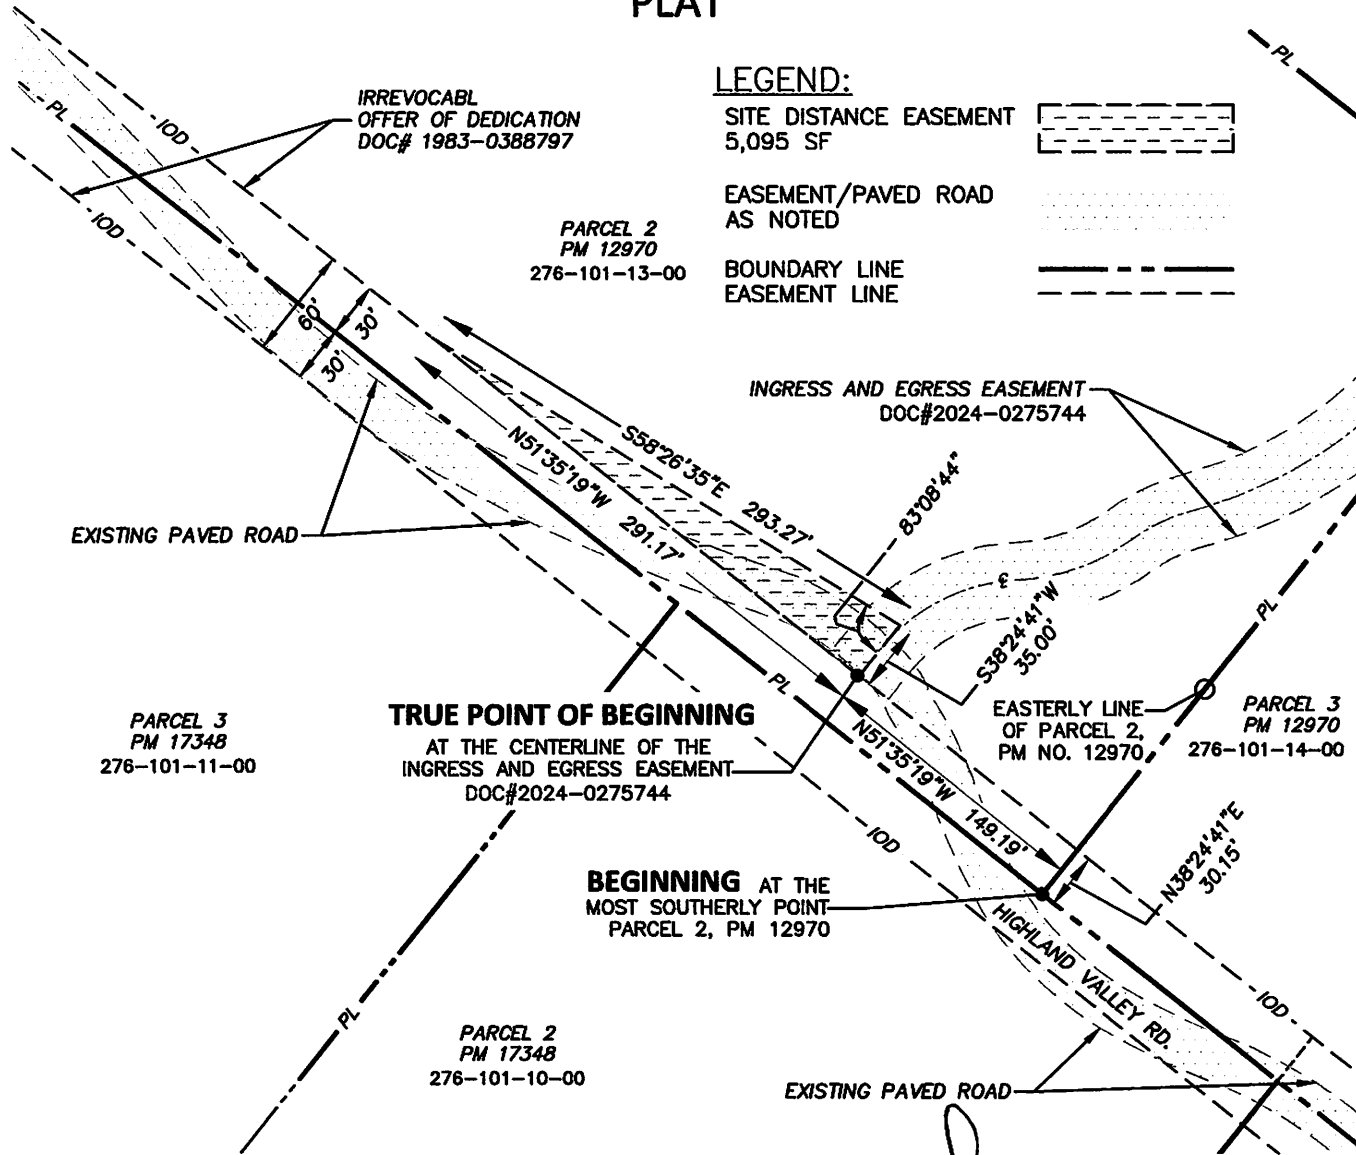 PLAT
LEGEND:
SITE DISTANCE EASEMENT
5,095 SF
EASEMENT/PAVED ROAD
AS NOTED
BOUNDARY LINE
EASEMENT LINE
IRREVOCABL
OFFER OF DEDICATION
DOC# 1983-0388797
PL
PL
IOD
IOD
PARCEL 2
PM 12970
276-101-13-00
60'
30'
30'
INGRESS AND EGRESS EASEMENT
DOC#2024-0275744
S58°26'35"E 293.27'
N51°35'19"W 291.17'
83°08'44"
EXISTING PAVED ROAD
S38°24'41"W
35.00'
PL
PL
TRUE POINT OF BEGINNING
AT THE CENTERLINE OF THE
INGRESS AND EGRESS EASEMENT
DOC#2024-0275744
PARCEL 3
PM 17348
276-101-11-00
EASTERLY LINE
OF PARCEL 2,
PM NO. 12970
PARCEL 3
PM 12970
276-101-14-00
N51°35'19"W 149.19'
IOD
N38°24'41"E
30.15'
BEGINNING AT THE
MOST SOUTHERLY POINT
PARCEL 2, PM 12970
HIGHLAND VALLEY RD.
IOD
PL
PARCEL 2
PM 17348
276-101-10-00
EXISTING PAVED ROAD